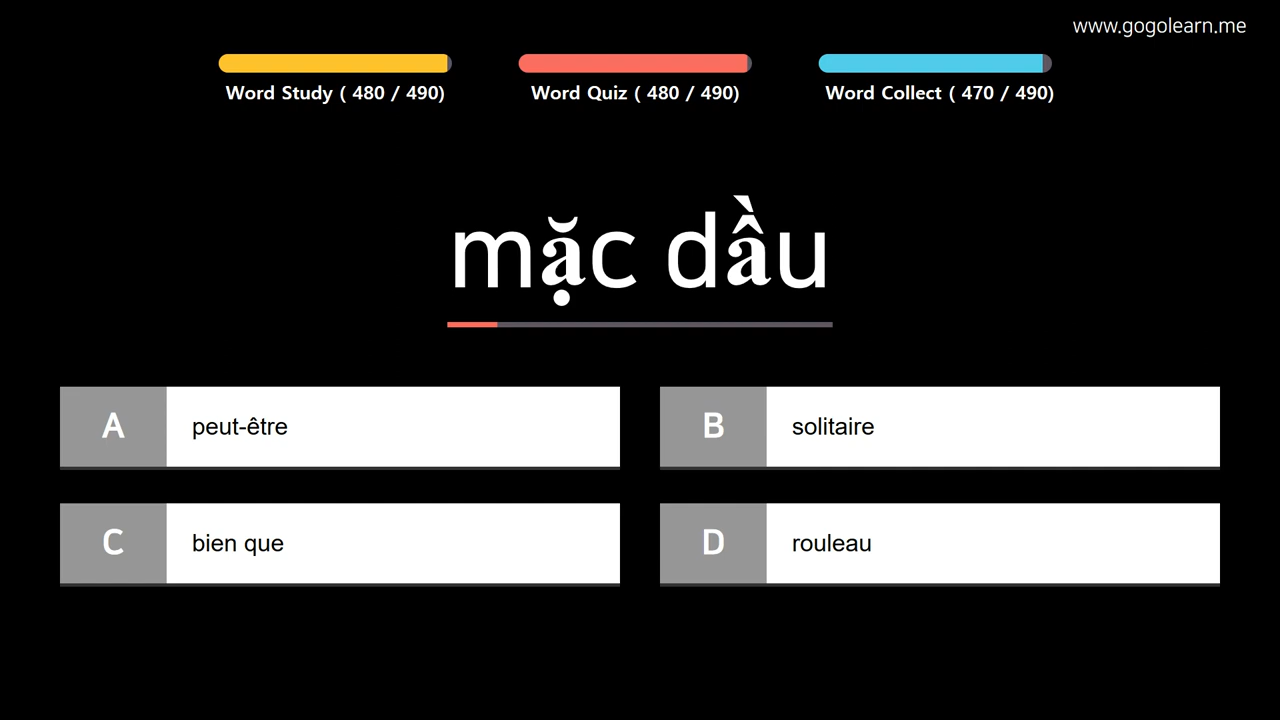 www.gogolearn.me
Word Study ( 480 / 490)
Word Quiz ( 480 / 490)
Word Collect ( 470 / 490)
mặc dầu
A peut-être
B solitaire
C bien que
D rouleau